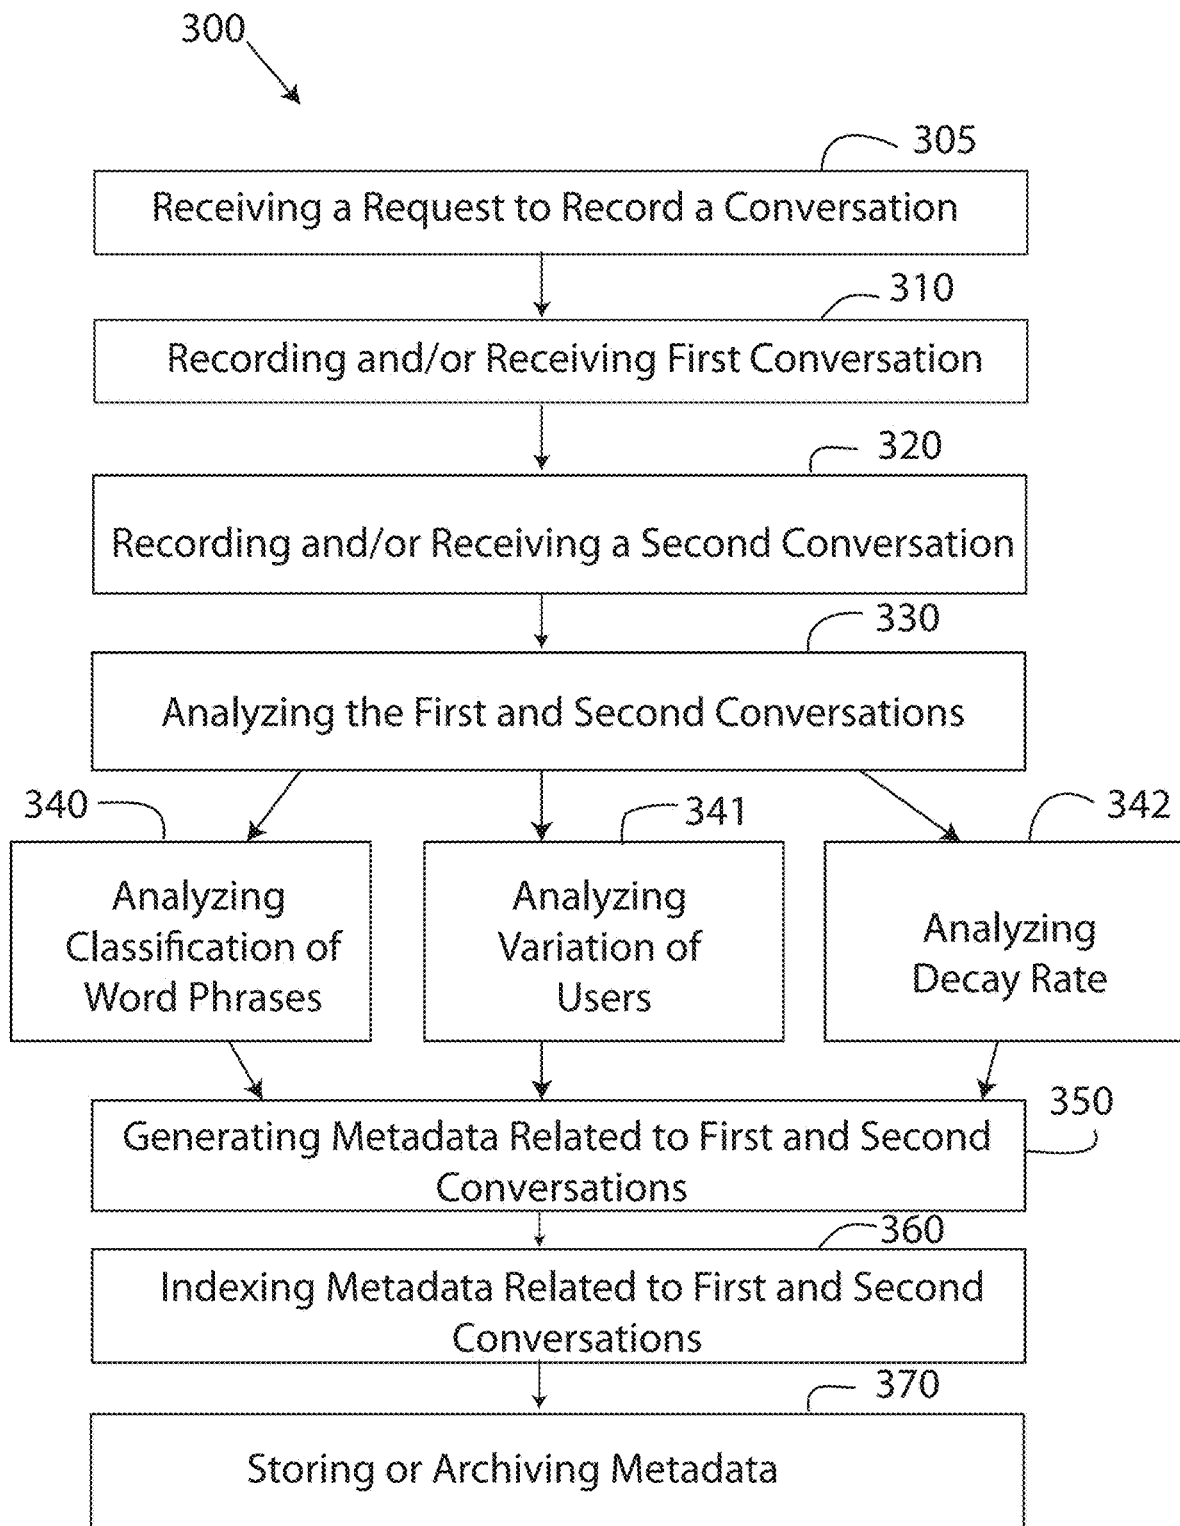 300
305
Receiving a Request to Record a Conversation
310
Recording and/or Receiving First Conversation
320
Recording and/or Receiving a Second Conversation
330
Analyzing the First and Second Conversations
340
341
342
Analyzing
Classification of
Word Phrases
Analyzing
Variation of
Users
Analyzing
Decay Rate
350
Generating Metadata Related to First and Second
Conversations
360
Indexing Metadata Related to First and Second
Conversations
370
Storing or Archiving Metadata